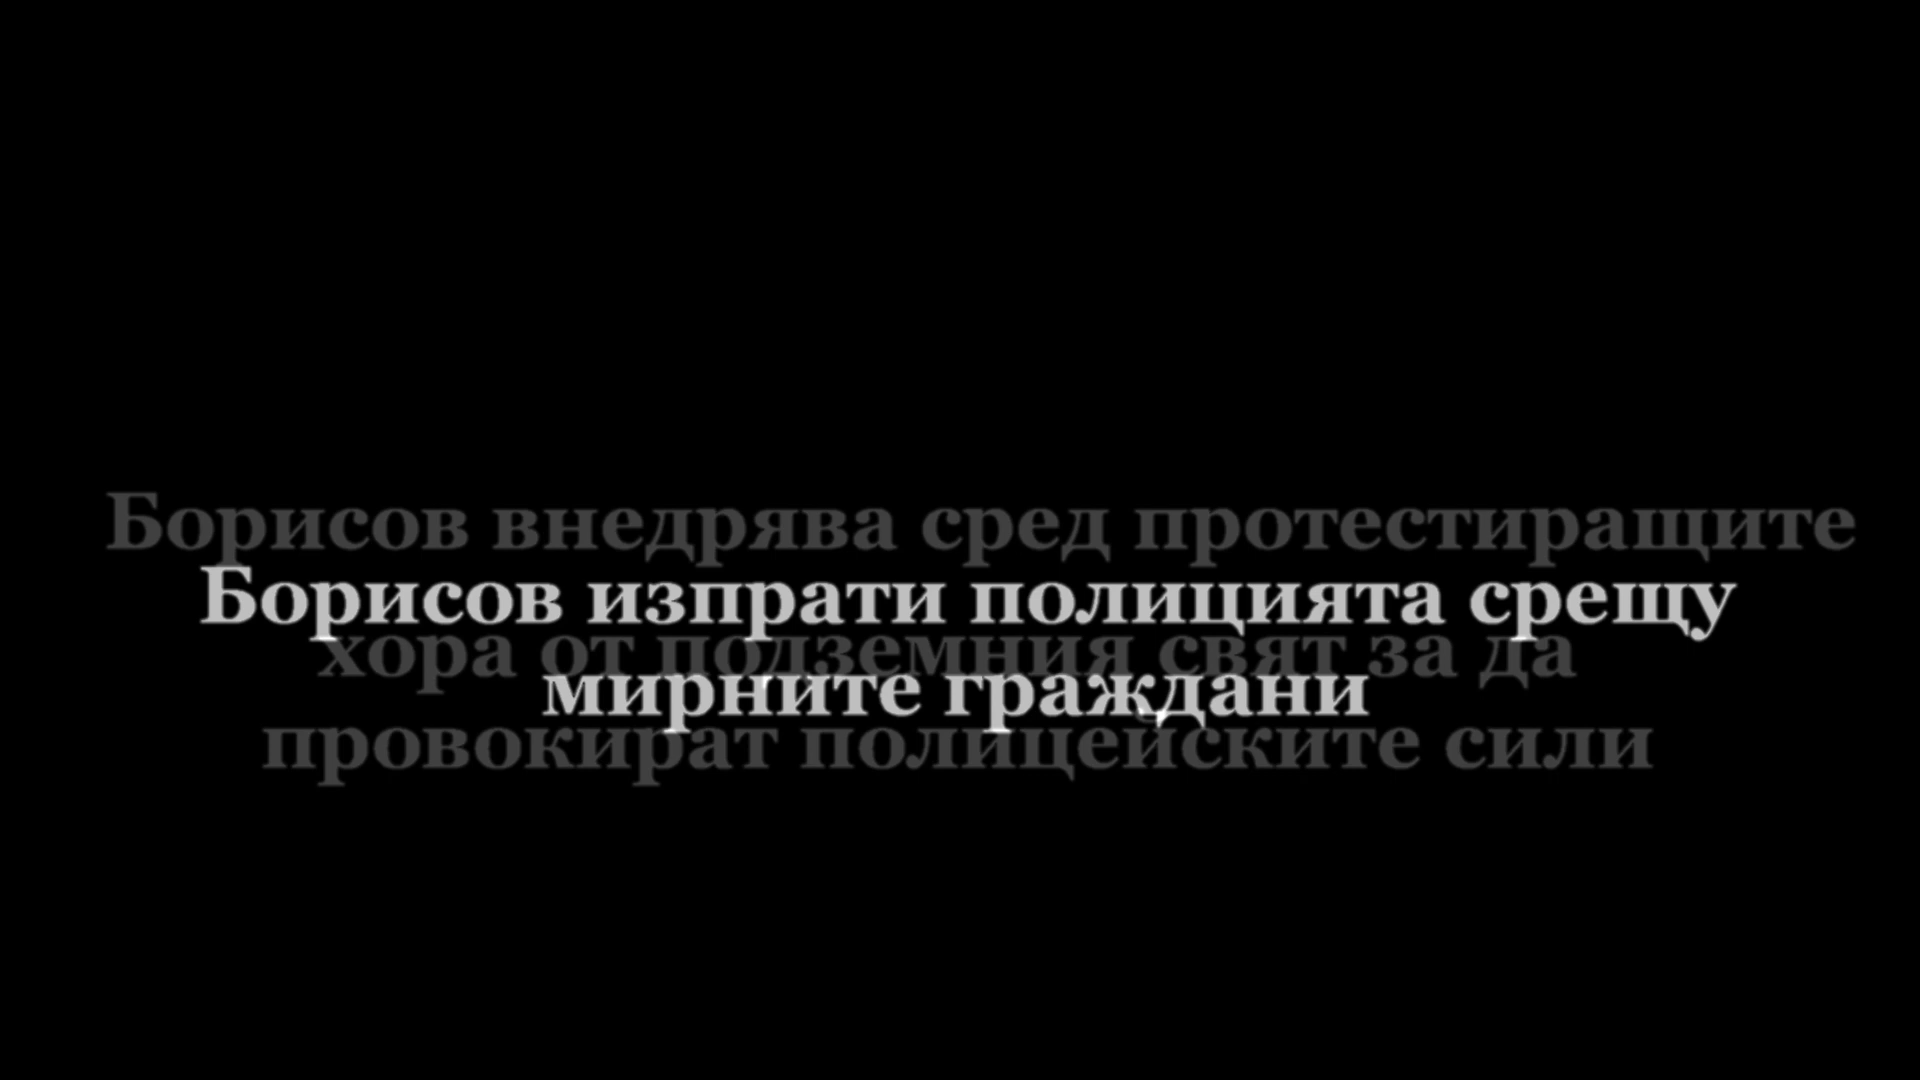 Борисов внедрява сред протестиращите
Борисов изпрати полицията срещу
хора от подземния свят за да
мирните граждани
провокират полицейските сили